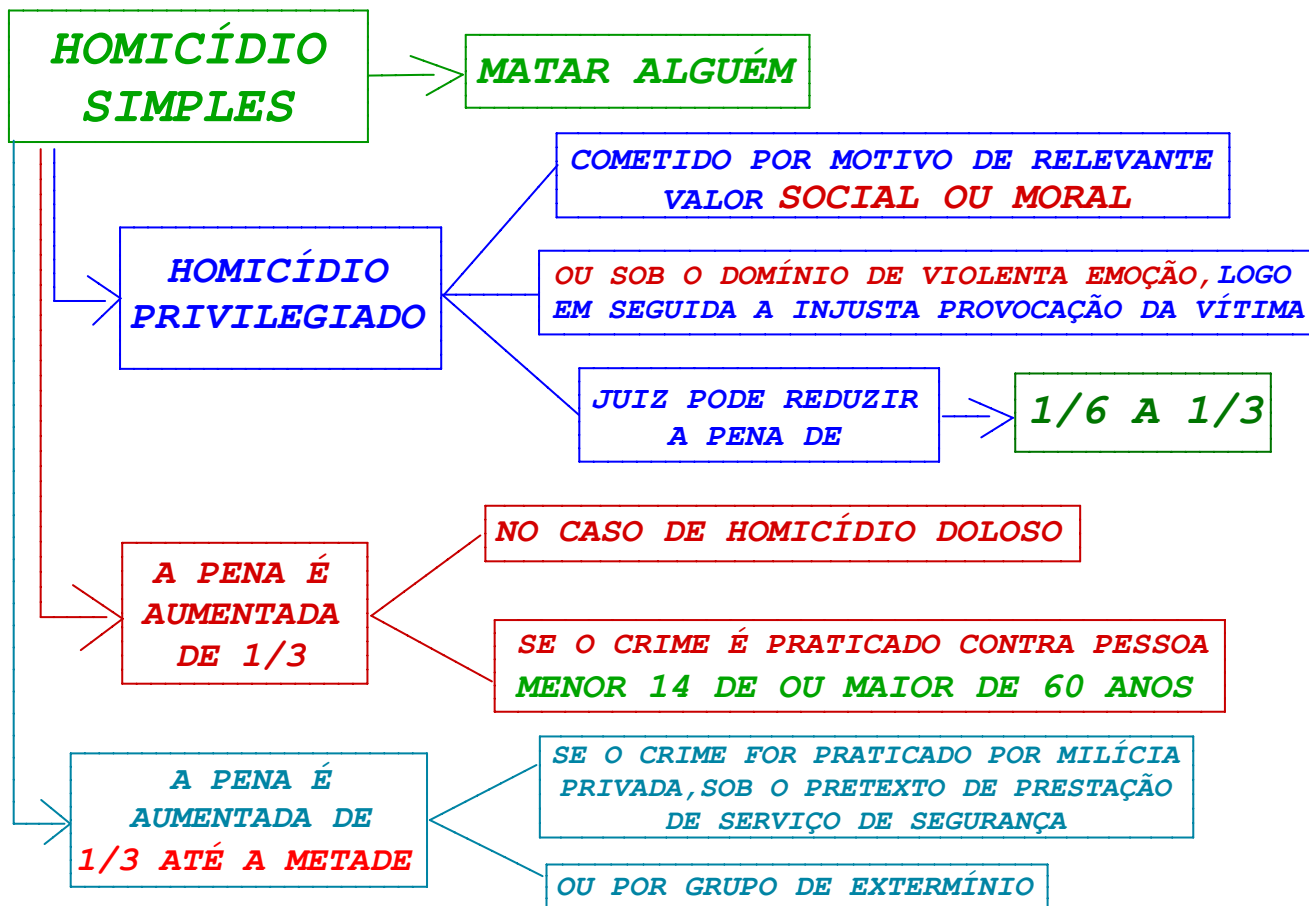 HOMICÍDIO
SIMPLES
MATAR ALGUÉM
COMETIDO POR MOTIVO DE RELEVANTE
VALOR SOCIAL OU MORAL
HOMICÍDIO
PRIVILEGIADO
OU SOB O DOMÍNIO DE VIOLENTA EMOÇÃO, LOGO
EM SEGUIDA A INJUSTA PROVOCAÇÃO DA VÍTIMA
JUIZ PODE REDUZIR
A PENA DE
1/6 A 1/3
NO CASO DE HOMICÍDIO DOLOSO
A PENA É
AUMENTADA
DE 1/3
SE O CRIME É PRATICADO CONTRA PESSOA
MENOR 14 DE OU MAIOR DE 60 ANOS
A PENA É
AUMENTADA DE
1/3 ATÉ A METADE
SE O CRIME FOR PRATICADO POR MILÍCIA
PRIVADA, SOB O PRETEXTO DE PRESTAÇÃO
DE SERVIÇO DE SEGURANÇA
OU POR GRUPO DE EXTERMÍNIO